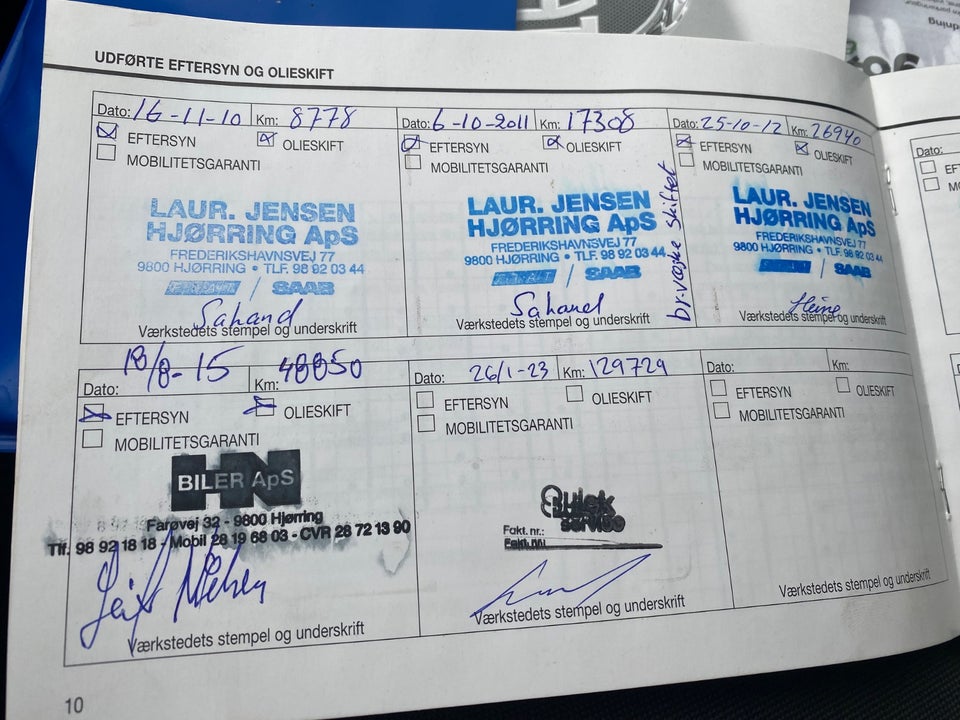 UDFØRTE EFTERSYN OG OLIESKIFT
Dato: 16-11-10 Km: 8778
☒ EFTERSYN ☒ OLIESKIFT
☐ MOBILITETSGARANTI
LAUR. JENSEN
HJØRRING ApS
FREDERIKSHAVNSVEJ 77
9800 HJØRRING • TLF. 98 92 03 44
/ SAAB
Sahand
Værkstedets stempel og underskrift
Dato: 6-10-2011 Km: 17308
☒ EFTERSYN ☒ OLIESKIFT
☐ MOBILITETSGARANTI
LAUR. JENSEN
HJØRRING ApS
FREDERIKSHAVNSVEJ 77
9800 HJØRRING • TLF. 98 92 03 44
/ SAAB
Sahand
Værkstedets stempel og underskrift
br.væske skiftet
Dato: 25-10-12 Km: 26940
☒ EFTERSYN ☒ OLIESKIFT
☐ MOBILITETSGARANTI
LAUR. JENSEN
HJØRRING ApS
FREDERIKSHAVNSVEJ 77
9800 HJØRRING • TLF. 98 92 03 44
/ SAAB
Heine
Værkstedets stempel og underskrift
Dato: 18/8-15 Km: 48850
☒ EFTERSYN ☒ OLIESKIFT
☐ MOBILITETSGARANTI
HN
BILER ApS
Farøvej 32 - 9800 Hjørring
Tlf. 98 92 18 18 - Mobil 28 19 68 03 - CVR 28 72 13 90
Leif Nielsen
Værkstedets stempel og underskrift
Dato: 26/1-23 Km: 129729
☐ EFTERSYN ☐ OLIESKIFT
☐ MOBILITETSGARANTI
Quick
service
Fakt. nr.:
Værkstedets stempel og underskrift
Dato: Km:
☐ EFTERSYN ☐ OLIESKIFT
☐ MOBILITETSGARANTI
Værkstedets stempel og underskrift
10
Dato: